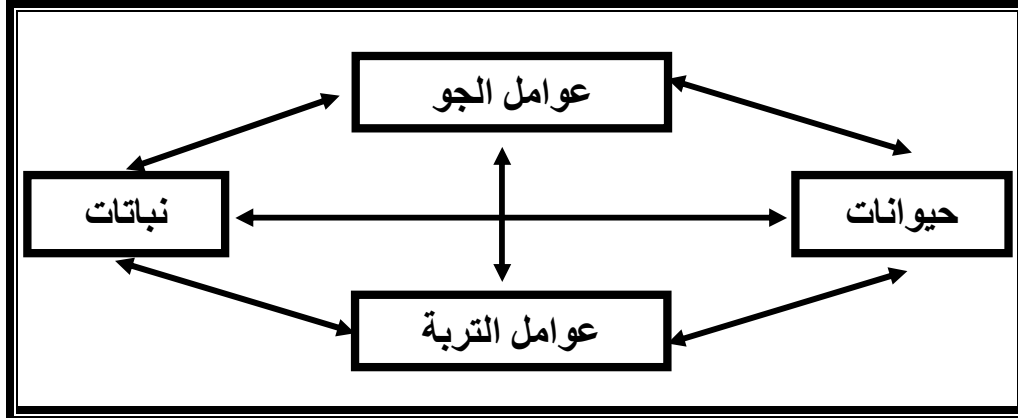 عوامل الجو
حيوانات
نباتات
عوامل التربة